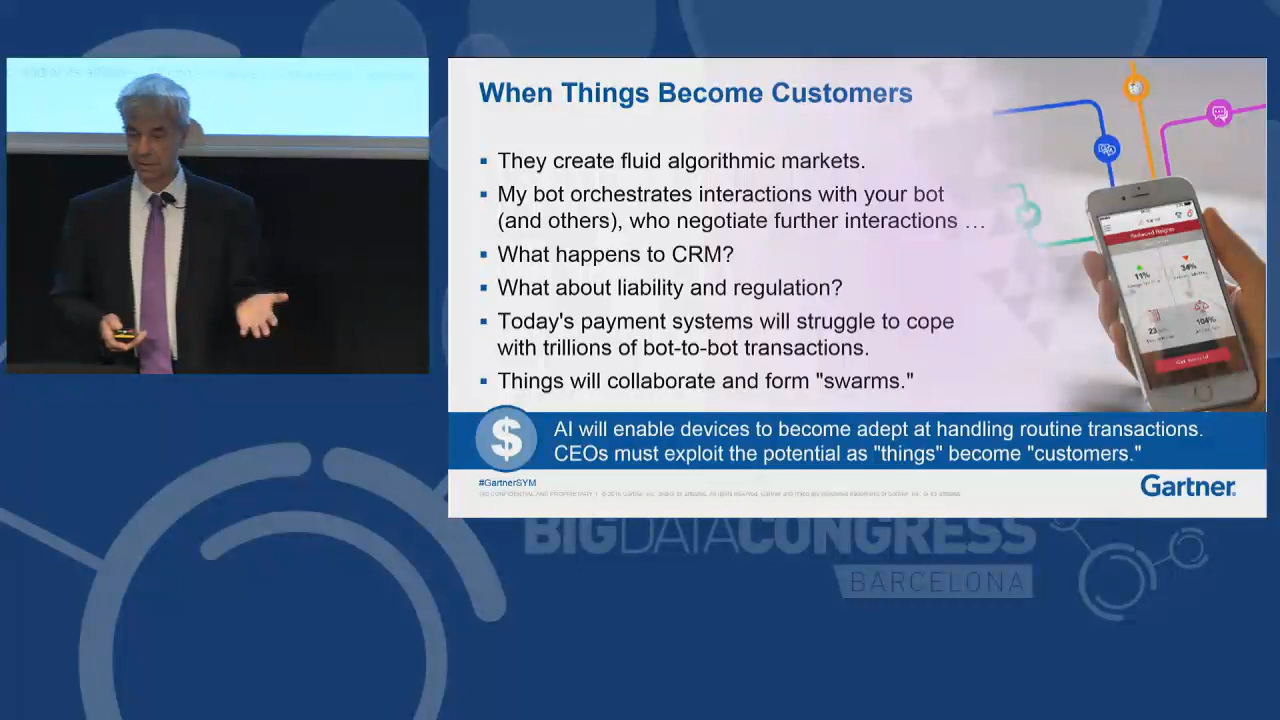 When Things Become Customers
▪ They create fluid algorithmic markets.
▪ My bot orchestrates interactions with your bot
(and others), who negotiate further interactions …
▪ What happens to CRM?
▪ What about liability and regulation?
▪ Today's payment systems will struggle to cope
with trillions of bot-to-bot transactions.
▪ Things will collaborate and form "swarms."
11%
34%
104%
$ AI will enable devices to become adept at handling routine transactions.
CEOs must exploit the potential as "things" become "customers."
#GartnerSYM
Gartner.
BIGDATACONGRESS
BARCELONA